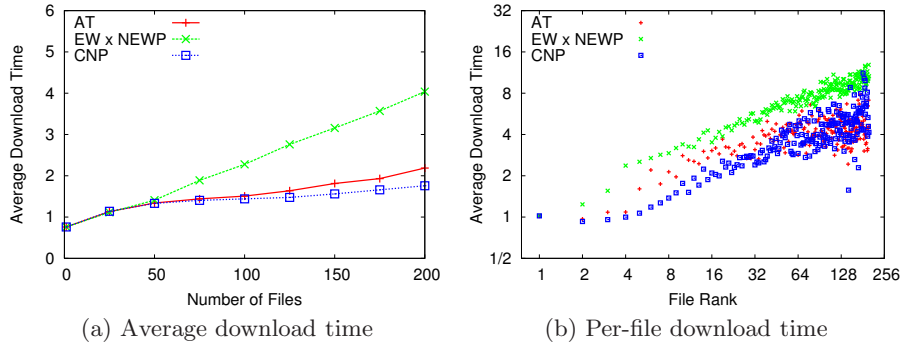 AT
EW x NEWP
CNP
Average Download Time
6
5
4
3
2
1
0
0 50 100 150 200
Number of Files
(a) Average download time
AT
EW x NEWP
CNP
Average Download Time
32
16
8
4
2
1
1/2
1 2 4 8 16 32 64 128 256
File Rank
(b) Per-file download time